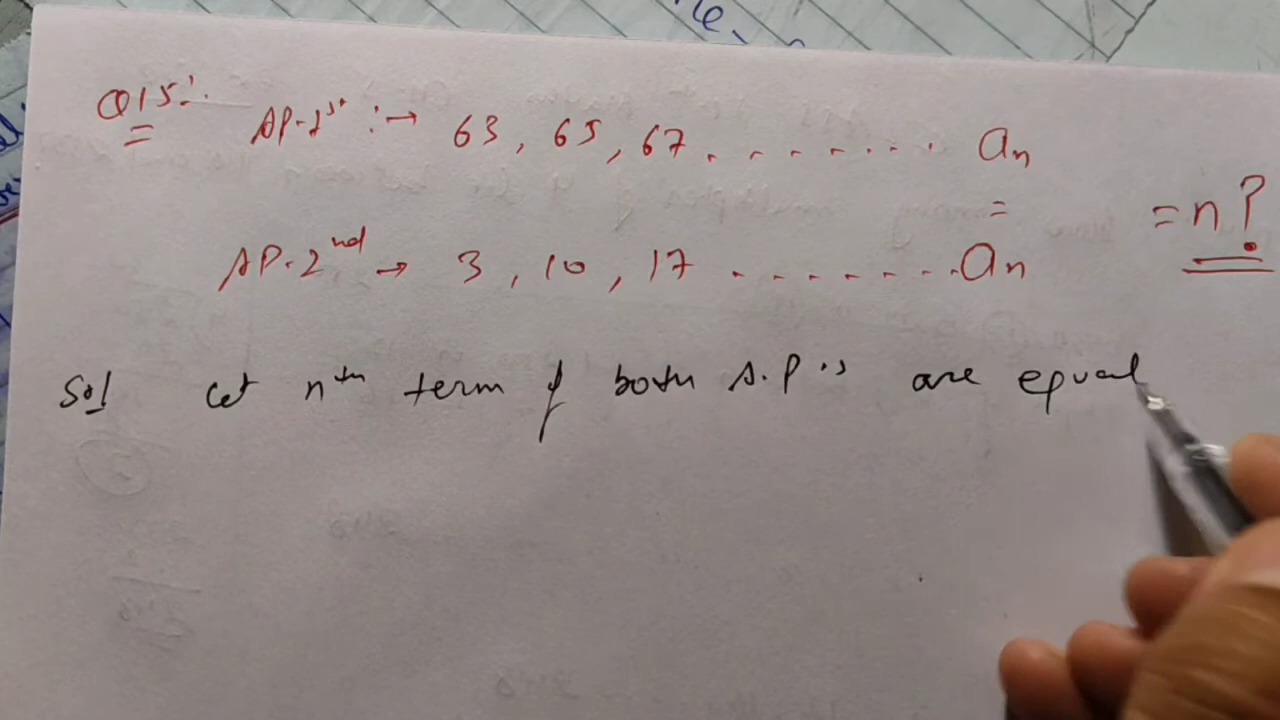 Q15:. AP-1st :→ 63, 65, 67. - - - - - - - an
= = n?
AP-2nd → 3, 10, 17 - - - - - - - an
Sol Let nth term of both A.P's are equal